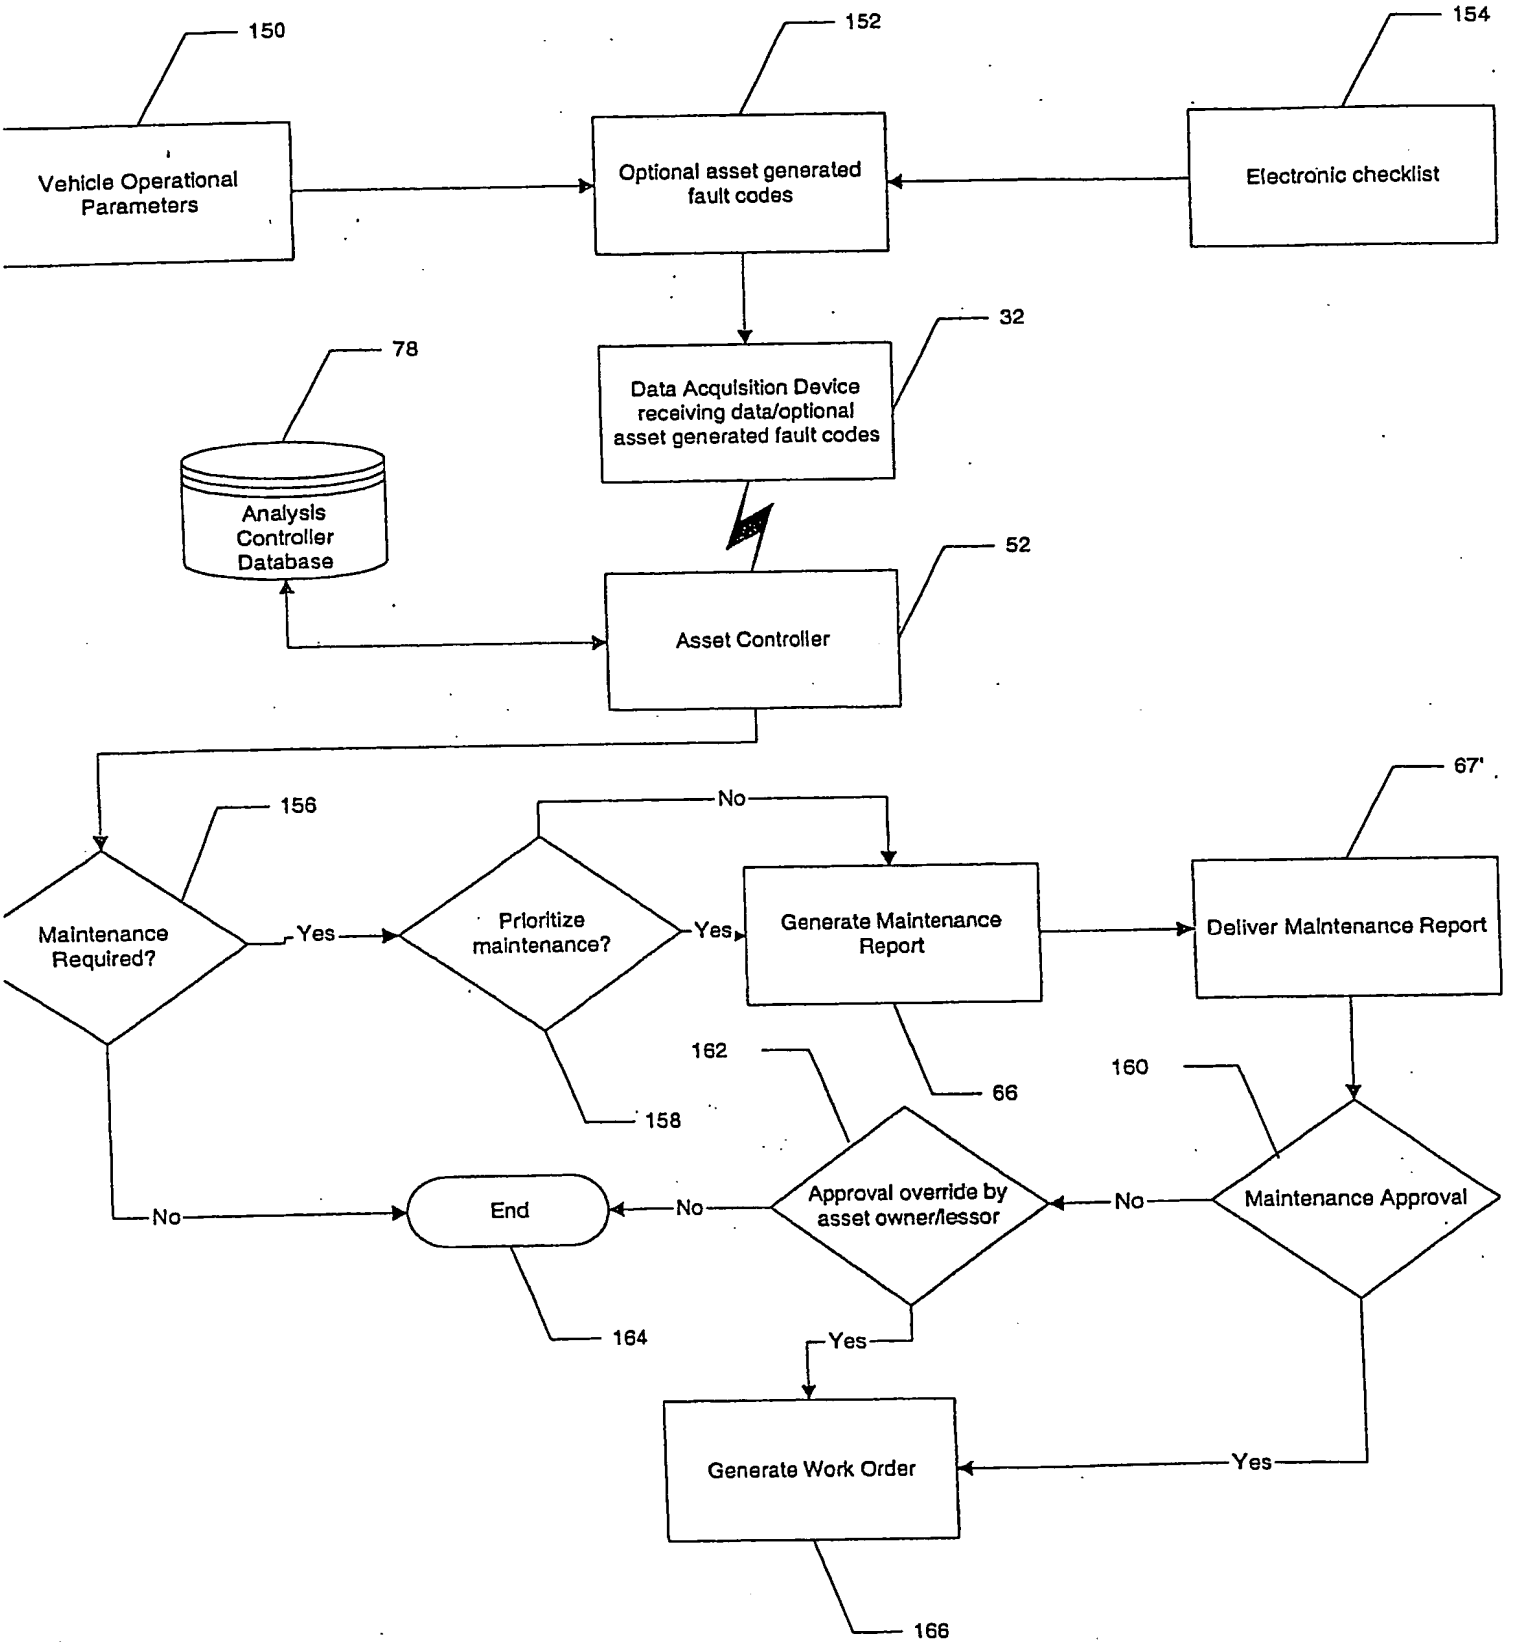 150
152
154
Vehicle Operational
Parameters
Optional asset generated
fault codes
Electronic checklist
32
78
Data Acquisition Device
receiving data/optional
asset generated fault codes
Analysis
Controller
Database
52
Asset Controller
67'
156
No
Maintenance
Required?
Yes
Prioritize
maintenance?
Yes
Generate Maintenance
Report
Deliver Maintenance Report
162
160
66
158
No
End
No
Approval override by
asset owner/lessor
No
Maintenance Approval
164
Yes
Generate Work Order
Yes
166